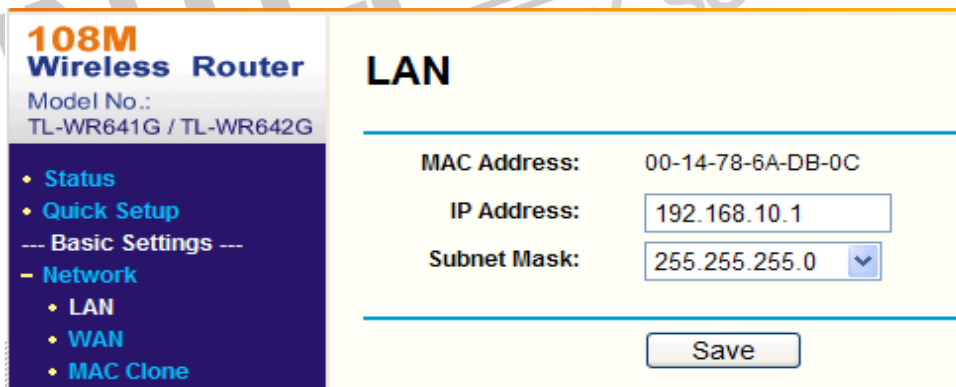 108M
Wireless Router
Model No.:
TL-WR641G / TL-WR642G
• Status
• Quick Setup
--- Basic Settings ---
– Network
• LAN
• WAN
• MAC Clone
LAN
MAC Address: 00-14-78-6A-DB-0C
IP Address: 192.168.10.1
Subnet Mask: 255.255.255.0
Save